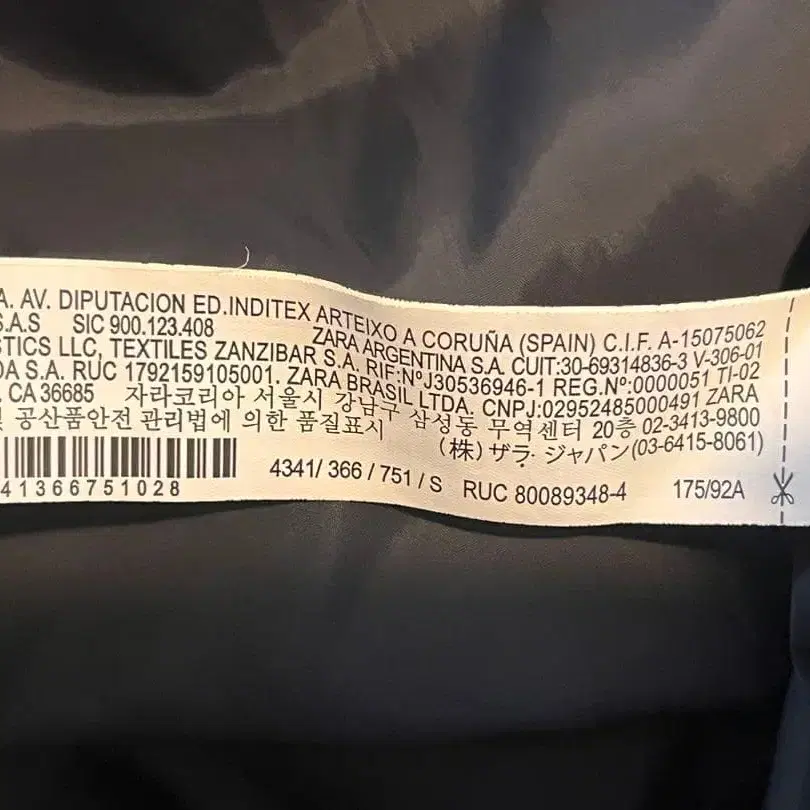 A. AV. DIPUTACION ED.INDITEX ARTEIXO A CORUÑA (SPAIN) C.I.F. A-15075062
S.A.S SIC 900.123.408 ZARA ARGENTINA S.A. CUIT:30-69314836-3 V-306-01
STICS LLC, TEXTILES ZANZIBAR S.A. RIF:NºJ30536946-1 REG.Nº:0000051 TI-02
DA S.A. RUC 1792159105001. ZARA BRASIL LTDA. CNPJ:02952485000491 ZARA
. CA 36685 자라코리아 서울시 강남구 삼성동 무역센터 20층 02-3413-9800
및 공산품안전 관리법에 의한 품질표시 (株)ザラ・ジャパン(03-6415-8061)
41366751028 4341/ 366 / 751 / S RUC 80089348-4 175/92A